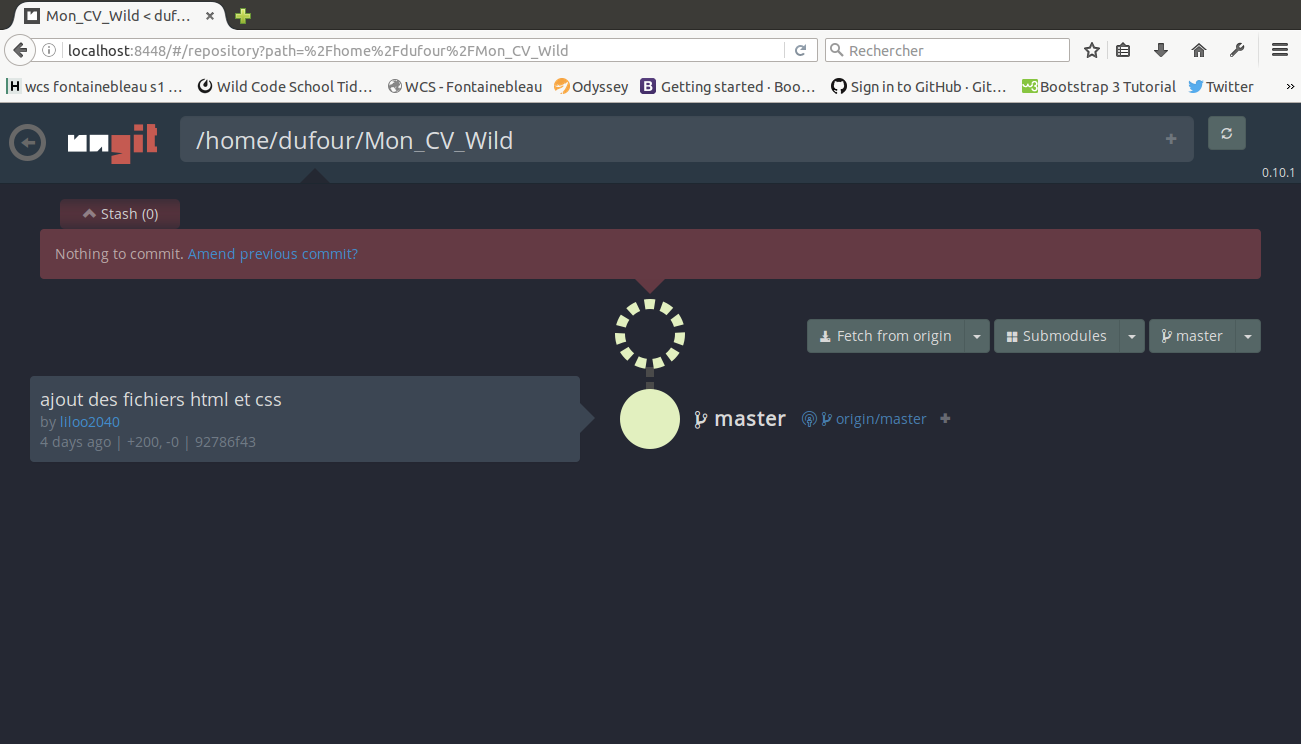 Mon_CV_Wild < duf...
localhost:8448/#/repository?path=%2Fhome%2Fdufour%2FMon_CV_Wild
Rechercher
H wcs fontainebleau s1 ...
Wild Code School Tid...
WCS - Fontainebleau
Odyssey
B Getting started · Boo...
Sign in to GitHub · Git...
Bootstrap 3 Tutorial
Twitter
»
ungit
/home/dufour/Mon_CV_Wild
0.10.1
Stash (0)
Nothing to commit. Amend previous commit?
Fetch from origin
Submodules
master
ajout des fichiers html et css
by liloo2040
4 days ago | +200, -0 | 92786f43
master
origin/master